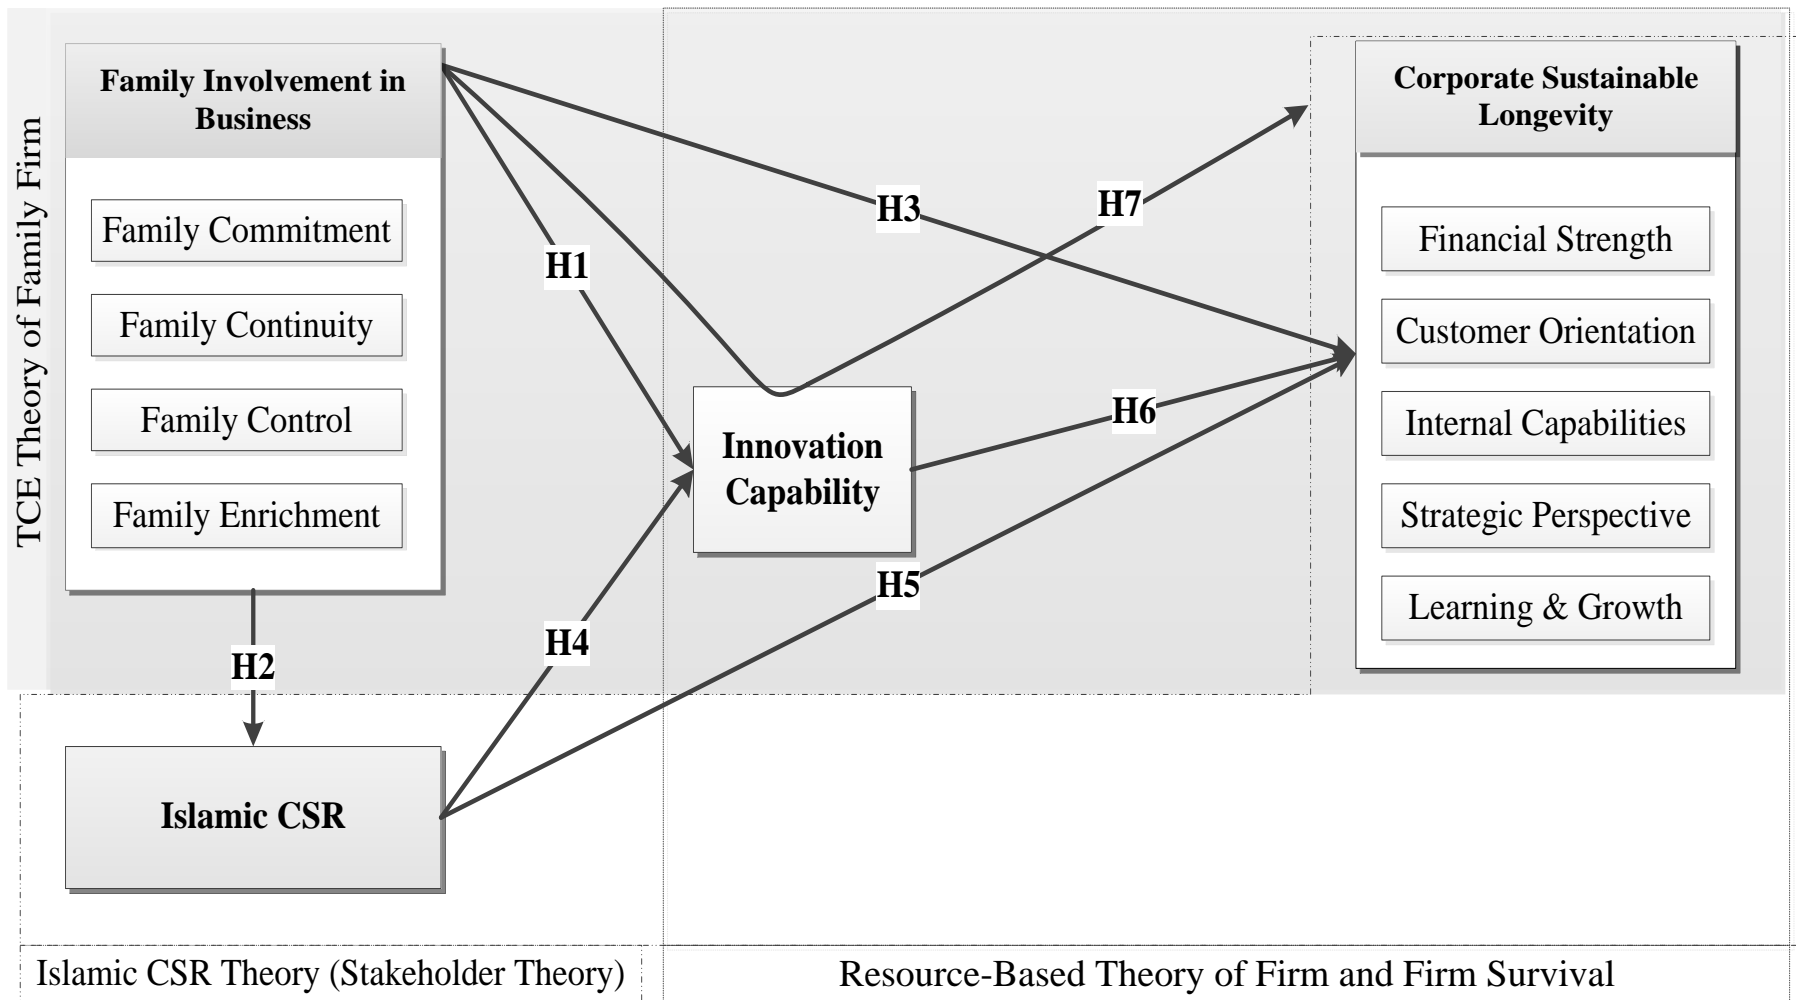 TCE Theory of Family Firm
Family Involvement in
Business
Family Commitment
Family Continuity
Family Control
Family Enrichment
H1
H2
H3
H4
H5
H6
H7
Innovation
Capability
Corporate Sustainable
Longevity
Financial Strength
Customer Orientation
Internal Capabilities
Strategic Perspective
Learning & Growth
Islamic CSR
Islamic CSR Theory (Stakeholder Theory)
Resource-Based Theory of Firm and Firm Survival